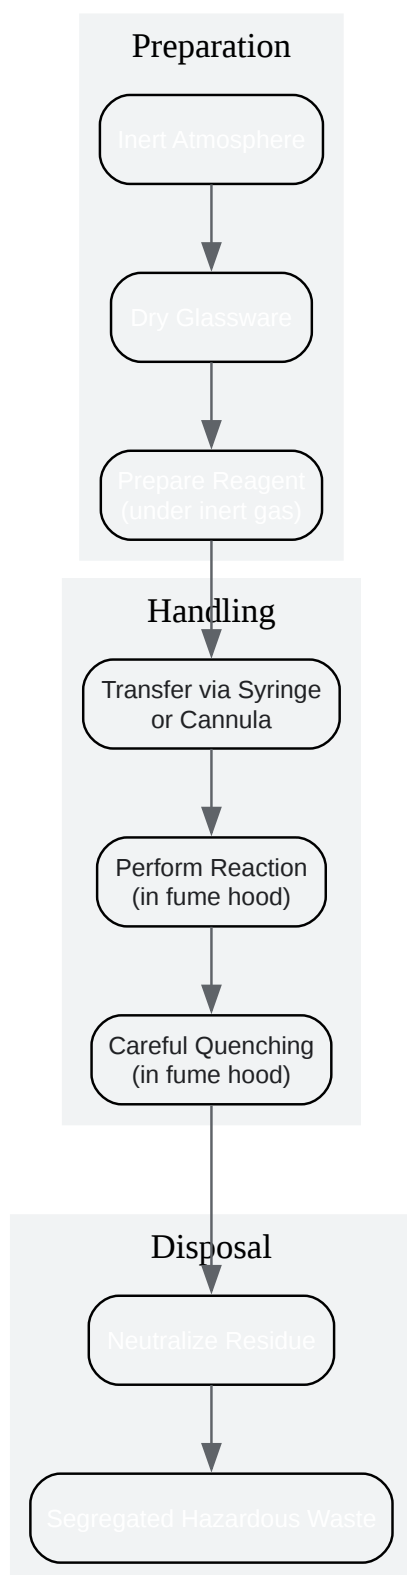 Preparation
Inert Atmosphere
Dry Glassware
Prepare Reagent
(under inert gas)
Handling
Transfer via Syringe
or Cannula
Perform Reaction
(in fume hood)
Careful Quenching
(in fume hood)
Disposal
Neutralize Residue
Segregated Hazardous Waste